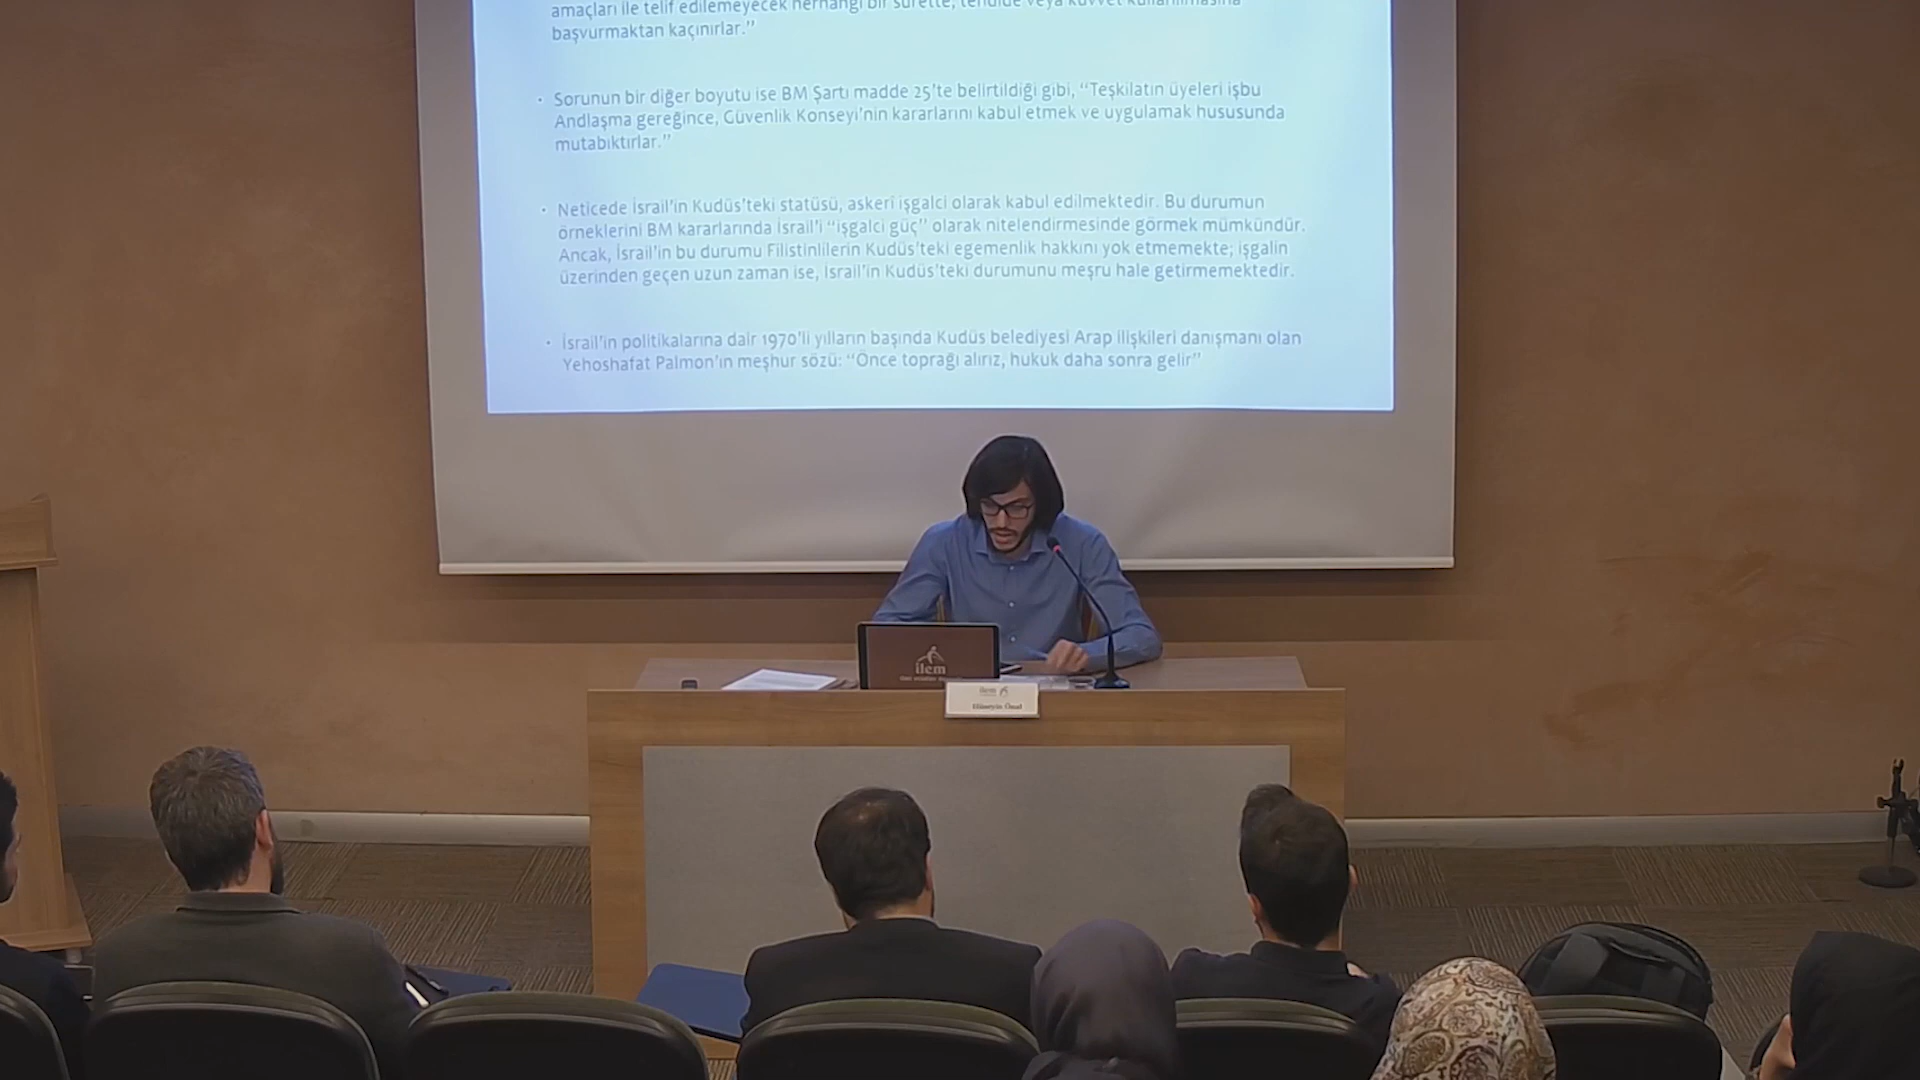 amaçları ile telif edilemeyecek herhangi bir surette, tehdide veya kuvvet kullanılmasına
başvurmaktan kaçınırlar.”
• Sorunun bir diğer boyutu ise BM Şartı madde 25’te belirtildiği gibi, “Teşkilatın üyeleri işbu
Andlaşma gereğince, Güvenlik Konseyi’nin kararlarını kabul etmek ve uygulamak hususunda
mutabıktırlar.”
• Neticede İsrail’in Kudüs’teki statüsü, askerî işgalci olarak kabul edilmektedir. Bu durumun
örneklerini BM kararlarında İsrail’i “işgalci güç” olarak nitelendirmesinde görmek mümkündür.
Ancak, İsrail’in bu durumu Filistinlilerin Kudüs’teki egemenlik hakkını yok etmemekte; işgalin
üzerinden geçen uzun zaman ise, İsrail’in Kudüs’teki durumunu meşru hale getirmemektedir.
• İsrail’in politikalarına dair 1970’li yılların başında Kudüs belediyesi Arap ilişkileri danışmanı olan
Yehoshafat Palmon’ın meşhur sözü: “Önce toprağı alırız, hukuk daha sonra gelir”
ilem
ilem
Hüseyin Ünal